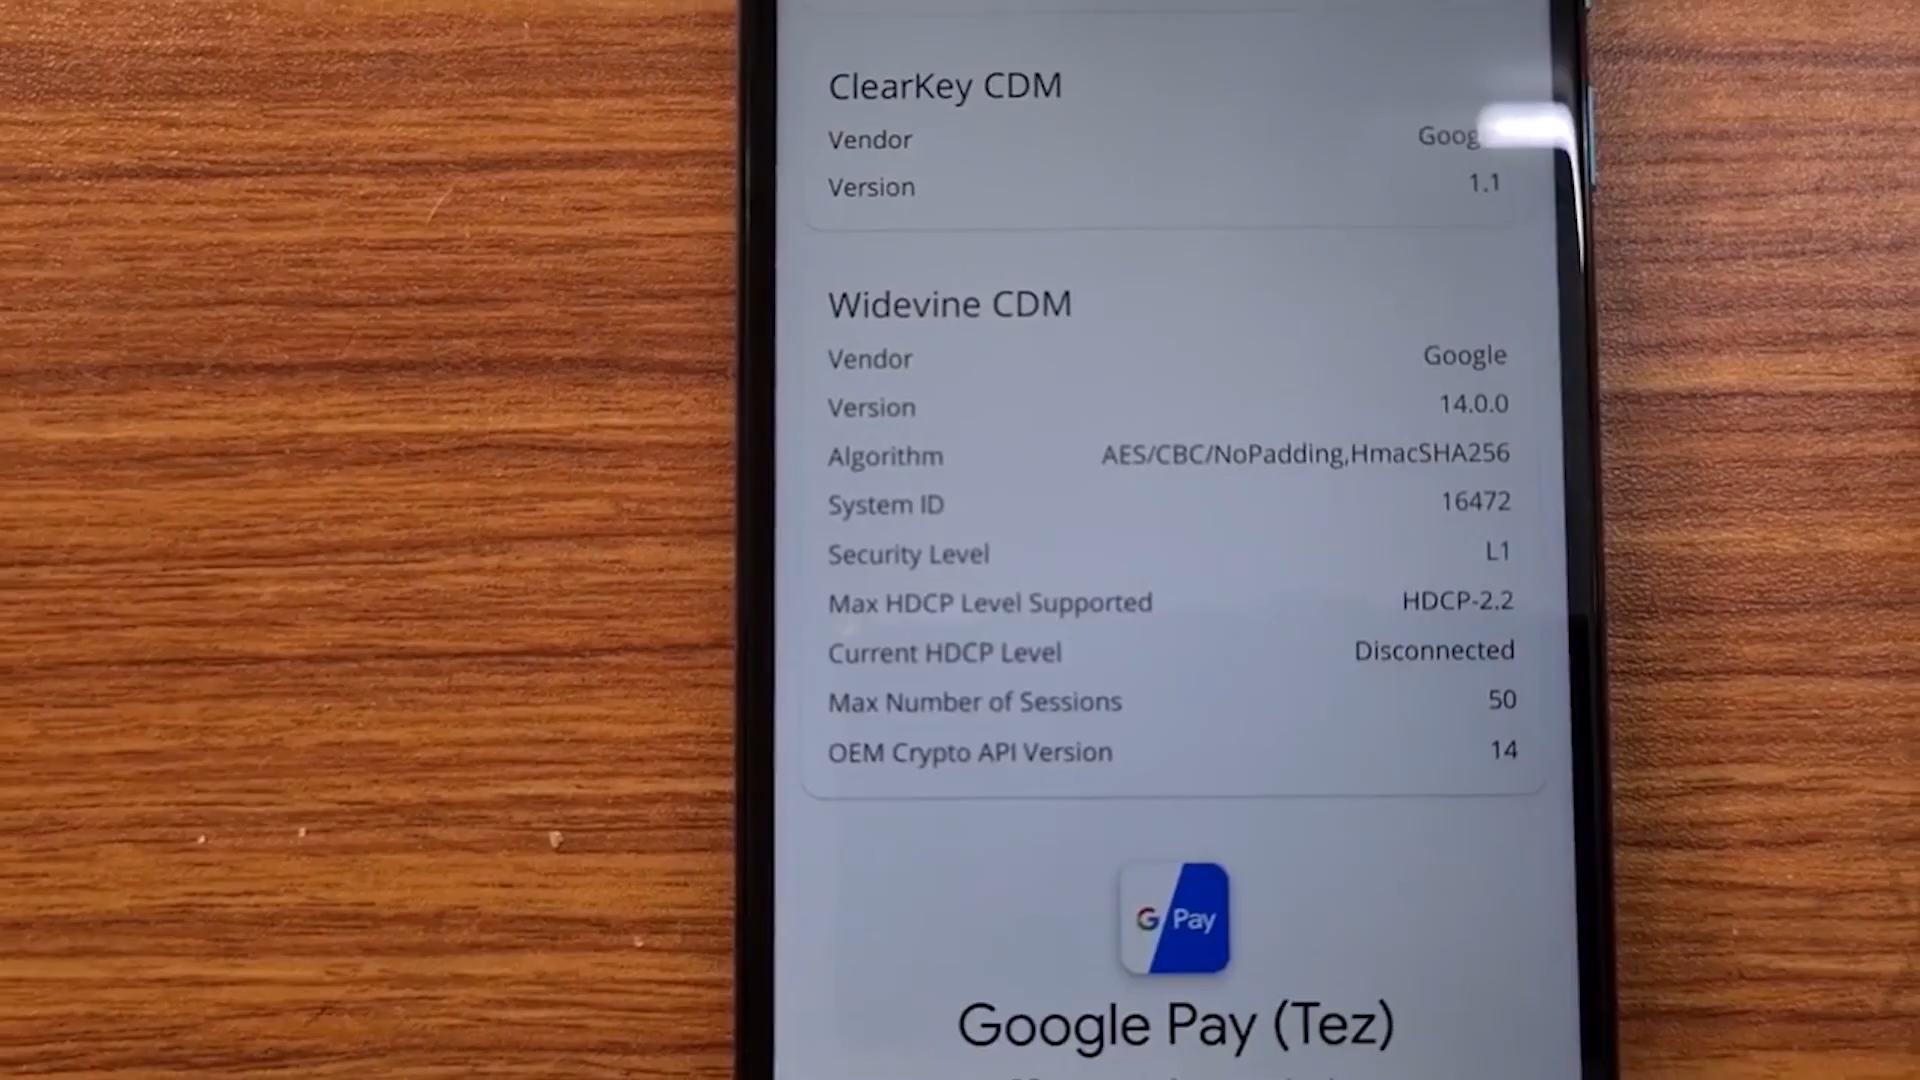 ClearKey CDM
Vendor
Version 1.1
Widevine CDM
Vendor Google
Version 14.0.0
Algorithm AES/CBC/NoPadding,HmacSHA256
System ID 16472
Security Level L1
Max HDCP Level Supported HDCP-2.2
Current HDCP Level Disconnected
Max Number of Sessions 50
OEM Crypto API Version 14
G Pay
Google Pay (Tez)